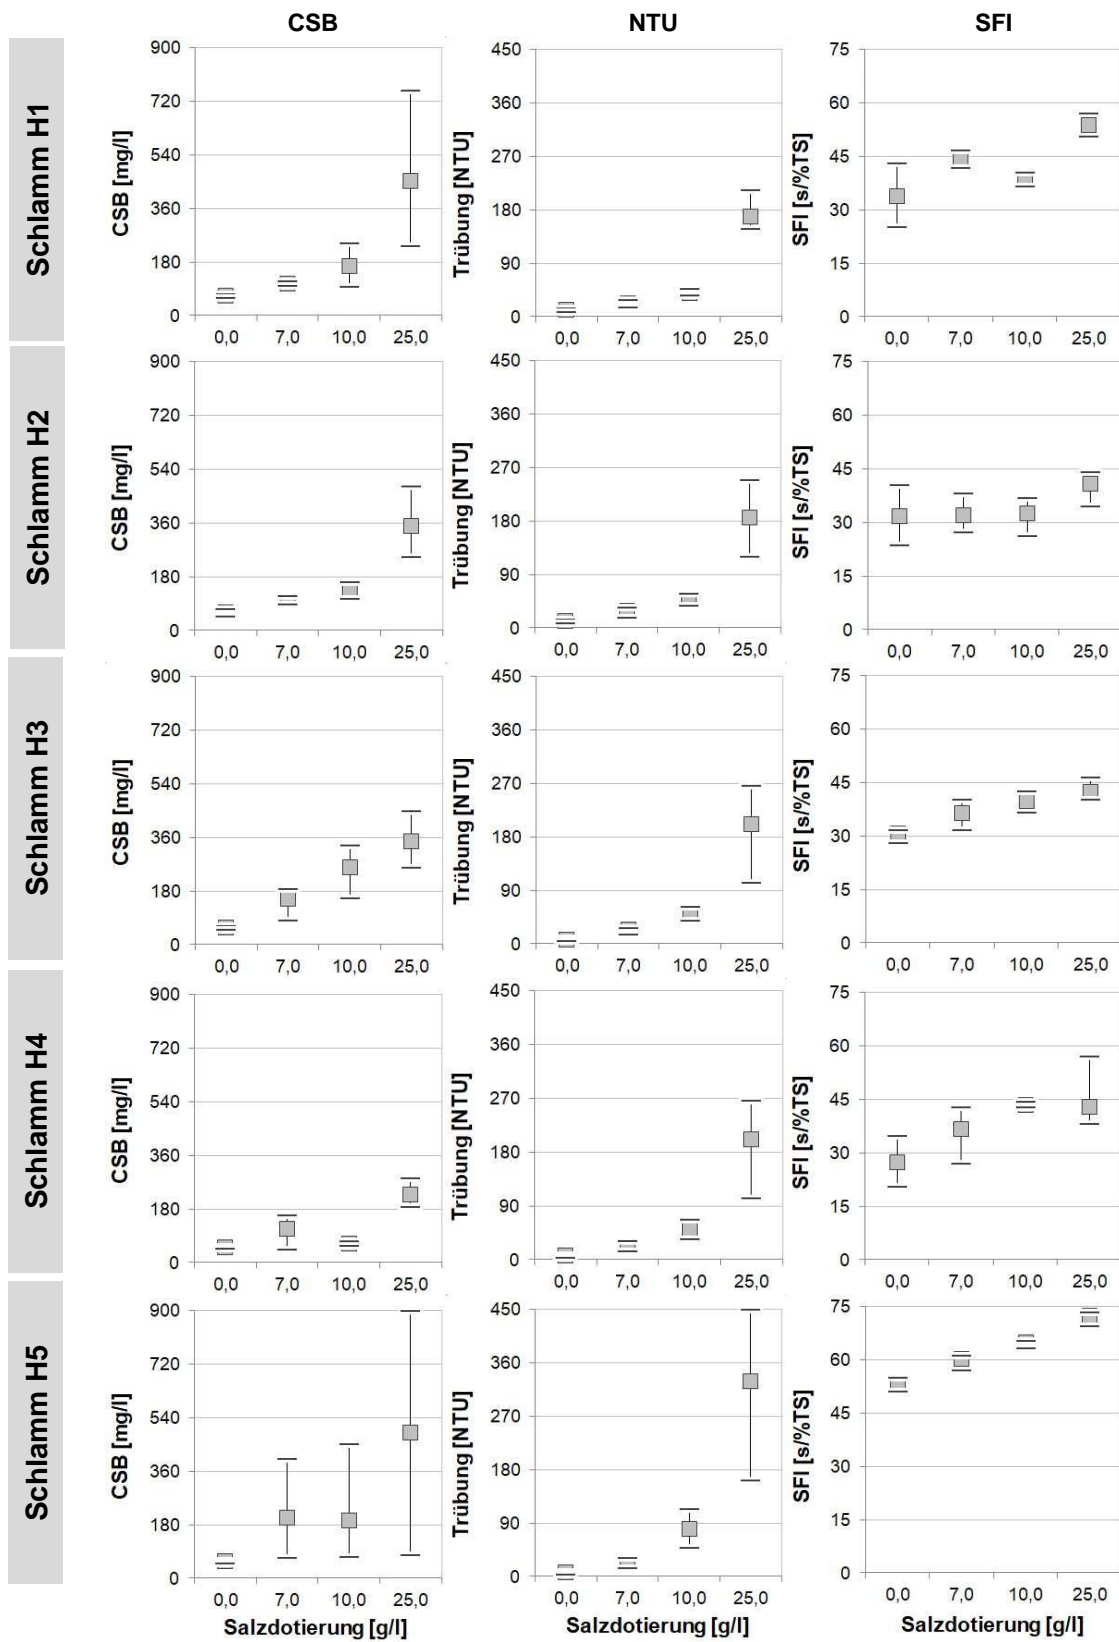 CSB NTU SFI
Schlamm H1
CSB [mg/l]
900
720
540
360
180
0
0,0 7,0 10,0 25,0
Trübung [NTU]
450
360
270
180
90
0
0,0 7,0 10,0 25,0
SFI [s/%TS]
75
60
45
30
15
0
0,0 7,0 10,0 25,0
Schlamm H2
CSB [mg/l]
900
720
540
360
180
0
0,0 7,0 10,0 25,0
Trübung [NTU]
450
360
270
180
90
0
0,0 7,0 10,0 25,0
SFI [s/%TS]
75
60
45
30
15
0
0,0 7,0 10,0 25,0
Schlamm H3
CSB [mg/l]
900
720
540
360
180
0
0,0 7,0 10,0 25,0
Trübung [NTU]
450
360
270
180
90
0
0,0 7,0 10,0 25,0
SFI [s/%TS]
75
60
45
30
15
0
0,0 7,0 10,0 25,0
Schlamm H4
CSB [mg/l]
900
720
540
360
180
0
0,0 7,0 10,0 25,0
Trübung [NTU]
450
360
270
180
90
0
0,0 7,0 10,0 25,0
SFI [s/%TS]
75
60
45
30
15
0
0,0 7,0 10,0 25,0
Schlamm H5
CSB [mg/l]
900
720
540
360
180
0
0,0 7,0 10,0 25,0
Salzdotierung [g/l]
Trübung [NTU]
450
360
270
180
90
0
0,0 7,0 10,0 25,0
Salzdotierung [g/l]
SFI [s/%TS]
75
60
45
30
15
0
0,0 7,0 10,0 25,0
Salzdotierung [g/l]